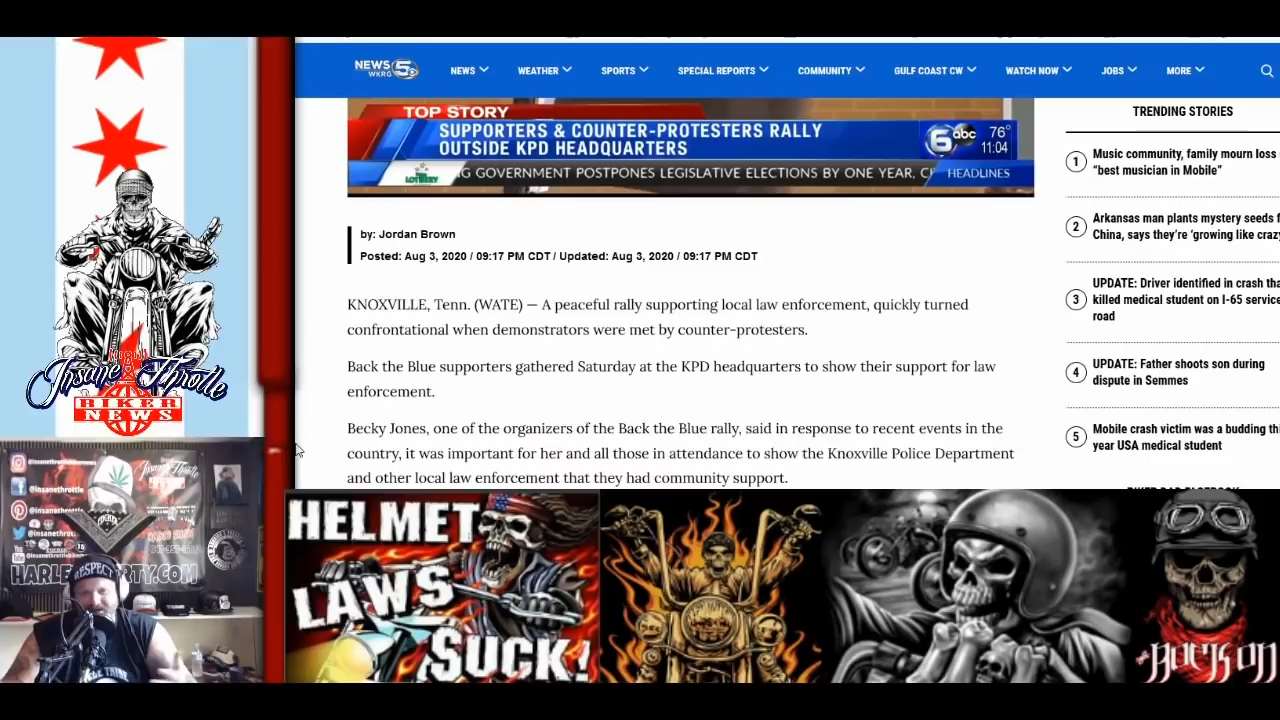 NEWS 5
WKRG
NEWS
WEATHER
SPORTS
SPECIAL REPORTS
COMMUNITY
GULF COAST CW
WATCH NOW
JOBS
MORE
TOP STORY
SUPPORTERS & COUNTER-PROTESTERS RALLY
OUTSIDE KPD HEADQUARTERS
6 abc 76°
11:04
LOTTERY
G GOVERNMENT POSTPONES LEGISLATIVE ELECTIONS BY ONE YEAR, C
HEADLINES
by: Jordan Brown
Posted: Aug 3, 2020 / 09:17 PM CDT / Updated: Aug 3, 2020 / 09:17 PM CDT
KNOXVILLE, Tenn. (WATE) — A peaceful rally supporting local law enforcement, quickly turned
confrontational when demonstrators were met by counter-protesters.
Back the Blue supporters gathered Saturday at the KPD headquarters to show their support for law
enforcement.
Becky Jones, one of the organizers of the Back the Blue rally, said in response to recent events in the
country, it was important for her and all those in attendance to show the Knoxville Police Department
and other local law enforcement that they had community support.
TRENDING STORIES
1 Music community, family mourn loss
"best musician in Mobile"
2 Arkansas man plants mystery seeds f
China, says they're 'growing like crazy
3 UPDATE: Driver identified in crash tha
killed medical student on I-65 service
road
4 UPDATE: Father shoots son during
dispute in Semmes
5 Mobile crash victim was a budding thi
year USA medical student
Insane Throttle
BIKER
NEWS
@insanethrottlebikernews
@insanethrottle
RESPECT
HELMET
LAWS
SUCK!